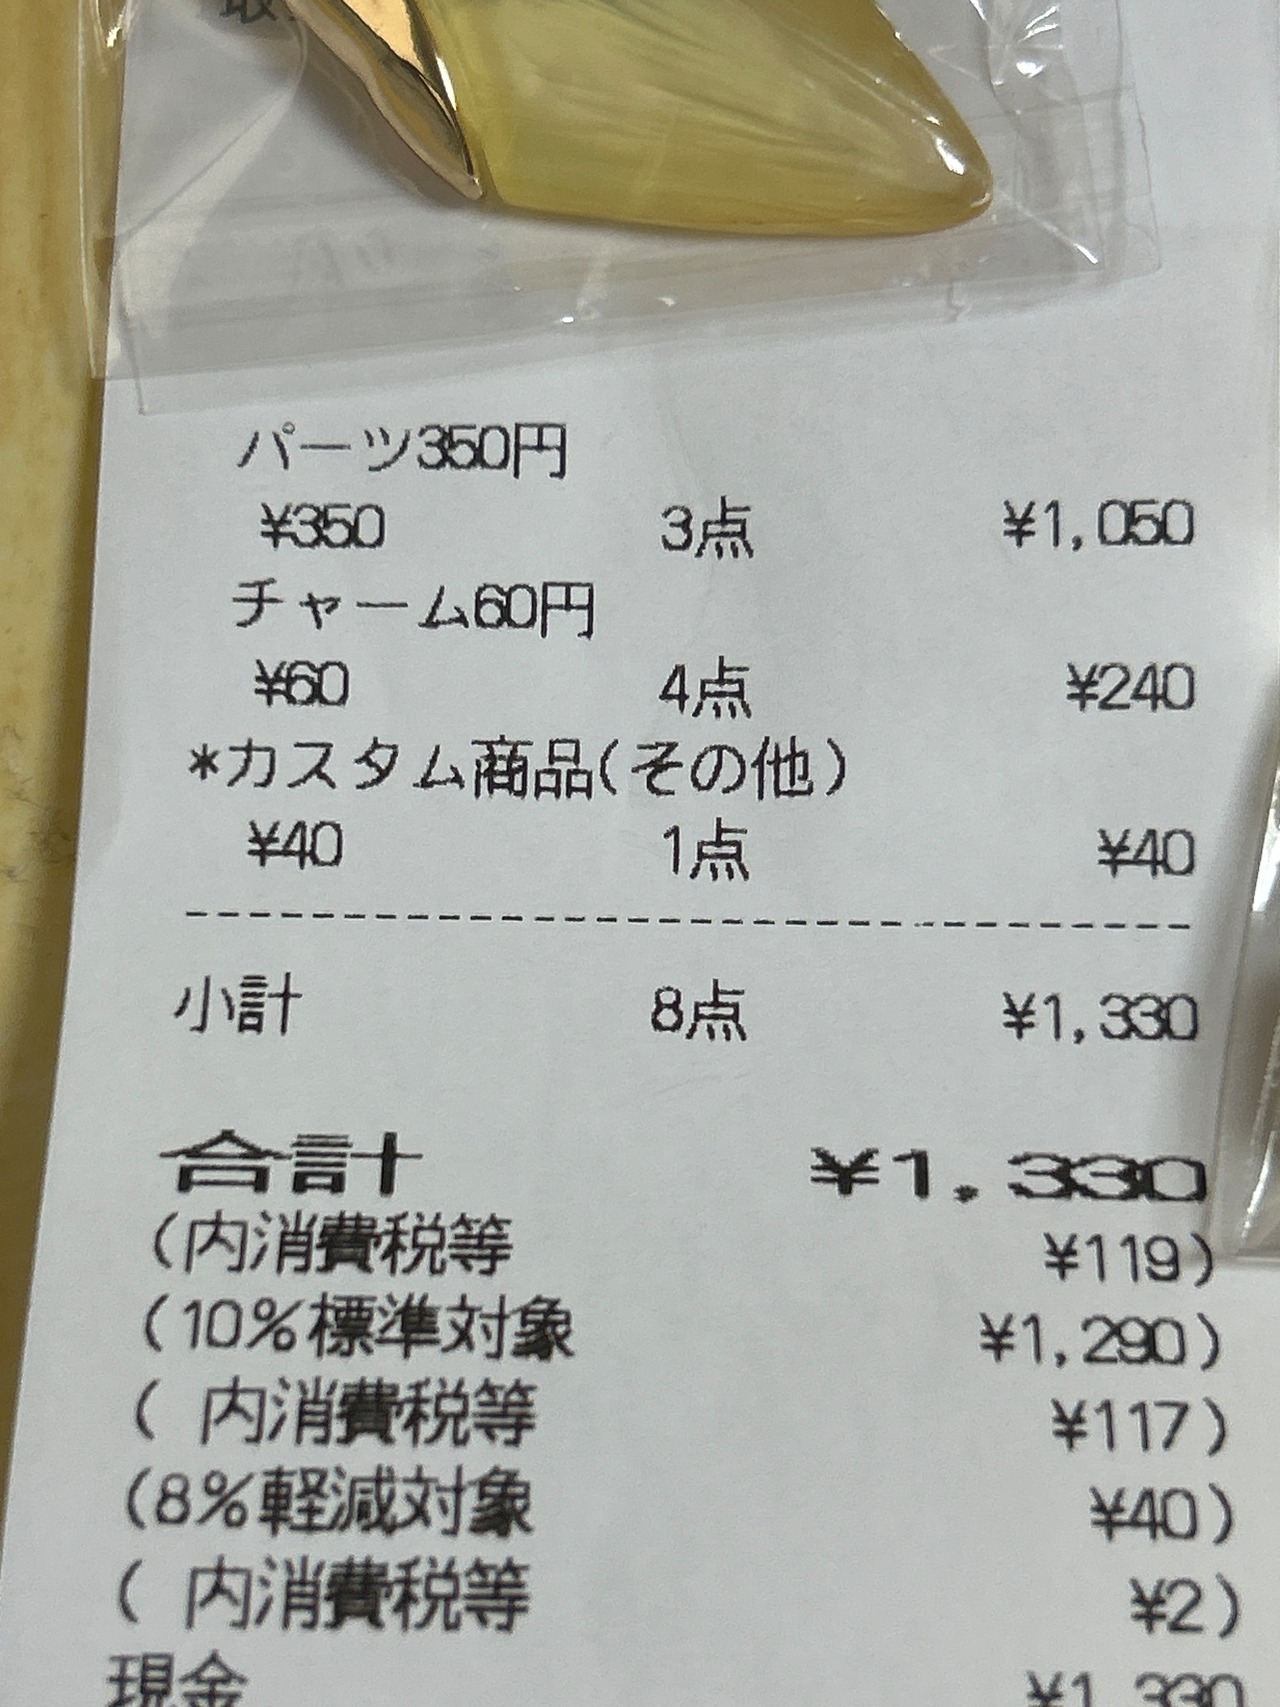 パーツ350円
¥350 3点 ¥1,050
チャーム60円
¥60 4点 ¥240
*カスタム商品(その他)
¥40 1点 ¥40
小計 8点 ¥1,330
合計 ¥1,330
(内消費税等 ¥119)
(10%標準対象 ¥1,290)
( 内消費税等 ¥117)
(8%軽減対象 ¥40)
( 内消費税等 ¥2)
現金 ¥1,330